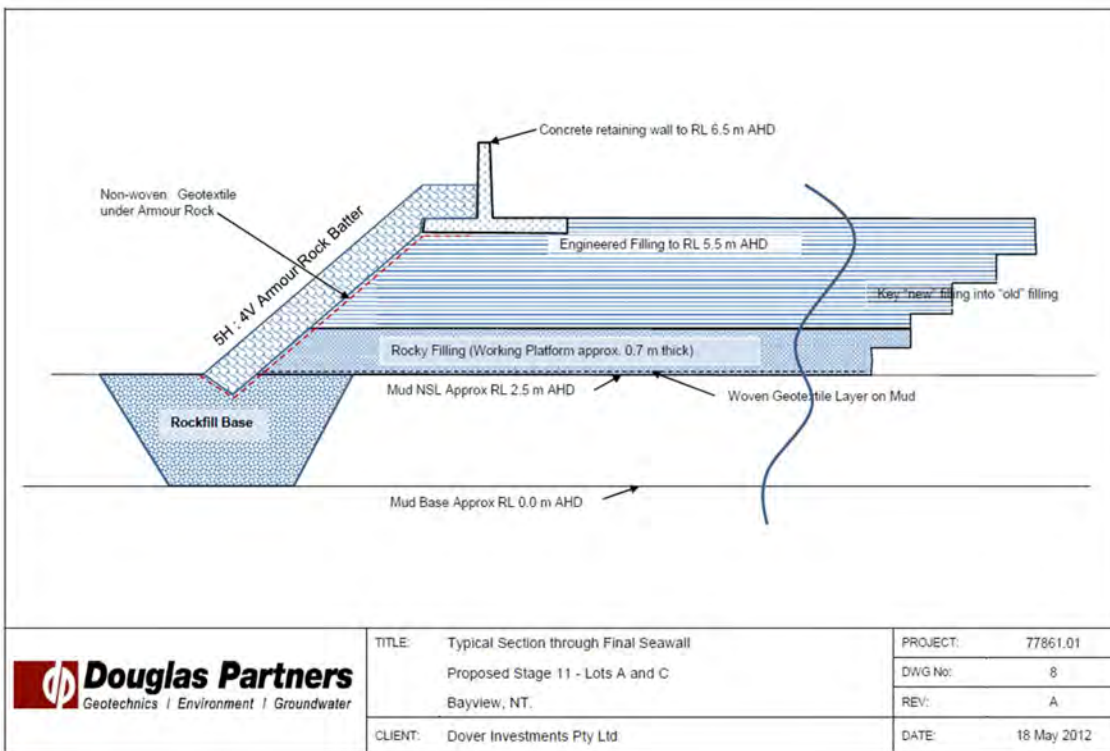 Concrete retaining wall to RL 6.5 m AHD
Non-woven Geotextile
under Armour Rock
5H : 4V Armour Rock Batter
Engineered Filling to RL 5.5 m AHD
Key "new" filling into "old" filling
Rocky Filling (Working Platform approx. 0.7 m thick)
Mud NSL Approx RL 2.5 m AHD
Woven Geotextile Layer on Mud
Rockfill Base
Mud Base Approx RL 0.0 m AHD
Douglas Partners
Geotechnics | Environment | Groundwater
TITLE: Typical Section through Final Seawall
Proposed Stage 11 - Lots A and C
Bayview, NT.
CLIENT: Dover Investments Pty Ltd
PROJECT: 77861.01
DWG No: 8
REV: A
DATE: 18 May 2012